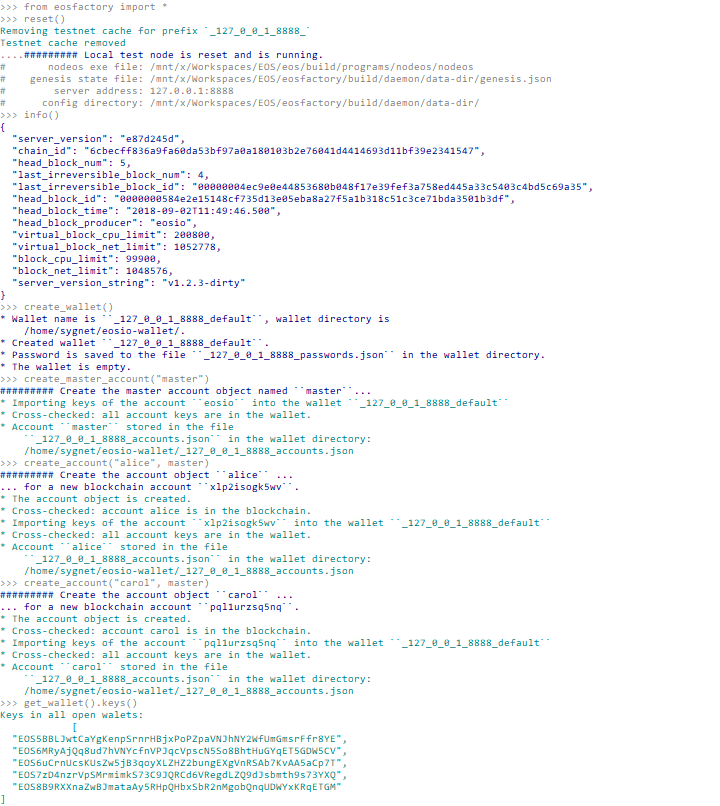 >>> from eosfactory import *
>>> reset()
Removing testnet cache for prefix `_127_0_0_1_8888_`
Testnet cache removed
....######### Local test node is reset and is running.
#       nodeos exe file: /mnt/x/Workspaces/EOS/eos/build/programs/nodeos/nodeos
#    genesis state file: /mnt/x/Workspaces/EOS/eosfactory/build/daemon/data-dir/genesis.json
#        server address: 127.0.0.1:8888
#      config directory: /mnt/x/Workspaces/EOS/eosfactory/build/daemon/data-dir/
>>> info()
{
  "server_version": "e87d245d",
  "chain_id": "6cbecff836a9fa60da53bf97a0a180103b2e76041d4414693d11bf39e2341547",
  "head_block_num": 5,
  "last_irreversible_block_num": 4,
  "last_irreversible_block_id": "00000004ec9e0e44853680b048f17e39fef3a758ed445a33c5403c4bd5c69a35",
  "head_block_id": "0000000584e2e15148cf735d13e05eba8a27f5a1b318c51c3ce71bda3501b3df",
  "head_block_time": "2018-09-02T11:49:46.500",
  "head_block_producer": "eosio",
  "virtual_block_cpu_limit": 200800,
  "virtual_block_net_limit": 1052778,
  "block_cpu_limit": 99900,
  "block_net_limit": 1048576,
  "server_version_string": "v1.2.3-dirty"
}
>>> create_wallet()
* Wallet name is ``_127_0_0_1_8888_default``, wallet directory is
    /home/sygnet/eosio-wallet/.
* Created wallet ``_127_0_0_1_8888_default``.
* Password is saved to the file ``_127_0_0_1_8888_passwords.json`` in the wallet directory.
* The wallet is empty.
>>> create_master_account("master")
######### Create the master account object named ``master``...
* Importing keys of the account ``eosio`` into the wallet ``_127_0_0_1_8888_default``
* Cross-checked: all account keys are in the wallet.
* Account ``master`` stored in the file
    ``_127_0_0_1_8888_accounts.json`` in the wallet directory:
    /home/sygnet/eosio-wallet/_127_0_0_1_8888_accounts.json
>>> create_account("alice", master)
######### Create the account object ``alice`` ...
... for a new blockchain account ``xlp2isogk5wv``.
* The account object is created.
* Cross-checked: account alice is in the blockchain.
* Importing keys of the account ``xlp2isogk5wv`` into the wallet ``_127_0_0_1_8888_default``
* Cross-checked: all account keys are in the wallet.
* Account ``alice`` stored in the file
    ``_127_0_0_1_8888_accounts.json`` in the wallet directory:
    /home/sygnet/eosio-wallet/_127_0_0_1_8888_accounts.json
>>> create_account("carol", master)
######### Create the account object ``carol`` ...
... for a new blockchain account ``pql1urzsq5nq``.
* The account object is created.
* Cross-checked: account carol is in the blockchain.
* Importing keys of the account ``pql1urzsq5nq`` into the wallet ``_127_0_0_1_8888_default``
* Cross-checked: all account keys are in the wallet.
* Account ``carol`` stored in the file
    ``_127_0_0_1_8888_accounts.json`` in the wallet directory:
    /home/sygnet/eosio-wallet/_127_0_0_1_8888_accounts.json
>>> get_wallet().keys()
Keys in all open walets:
            [
  "EOS5BBLJwtCaYgKenpSrnrHBjxPoPZpaVNJhNY2WfUmGmsrFfr8YE",
  "EOS6MRyAjQq8ud7hVNYcfnVPJqcVpscN5So8BhtHuGYqET5GDW5CV",
  "EOS6uCrnUcsKUsZw5jB3qoyXLZHZ2bungEXgVnRSAb7KvAA5aCp7T",
  "EOS7zD4nzrVpSMrmimkS73C9JQRCd6VRegdLZQ9dJsbmth9s73YXQ",
  "EOS8B9RXXnaZwBJmataAy5RHpQHbxSbR2nMgobQnqUDWYxKRqETGM"
]